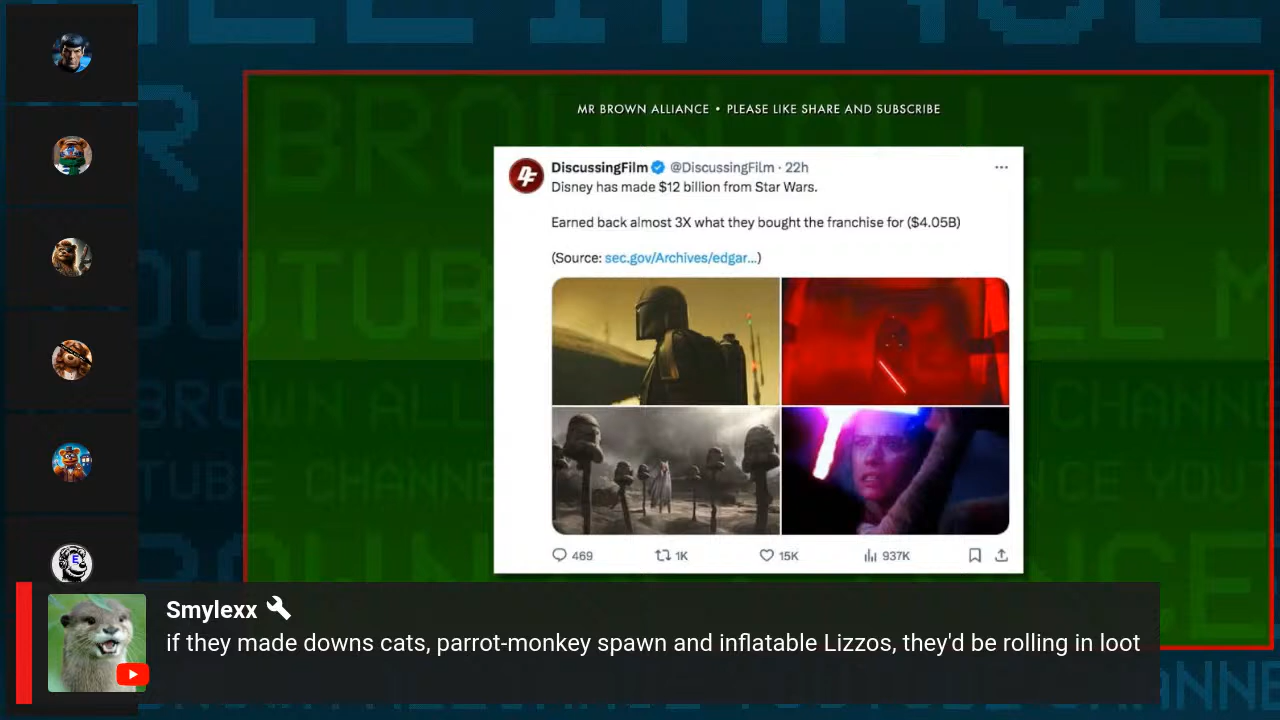 MR BROWN ALLIANCE • PLEASE LIKE SHARE AND SUBSCRIBE
DiscussingFilm @DiscussingFilm · 22h
Disney has made $12 billion from Star Wars.
Earned back almost 3X what they bought the franchise for ($4.05B)
(Source: sec.gov/Archives/edgar...)
469 1K 15K 937K
Smylexx
if they made downs cats, parrot-monkey spawn and inflatable Lizzos, they'd be rolling in loot